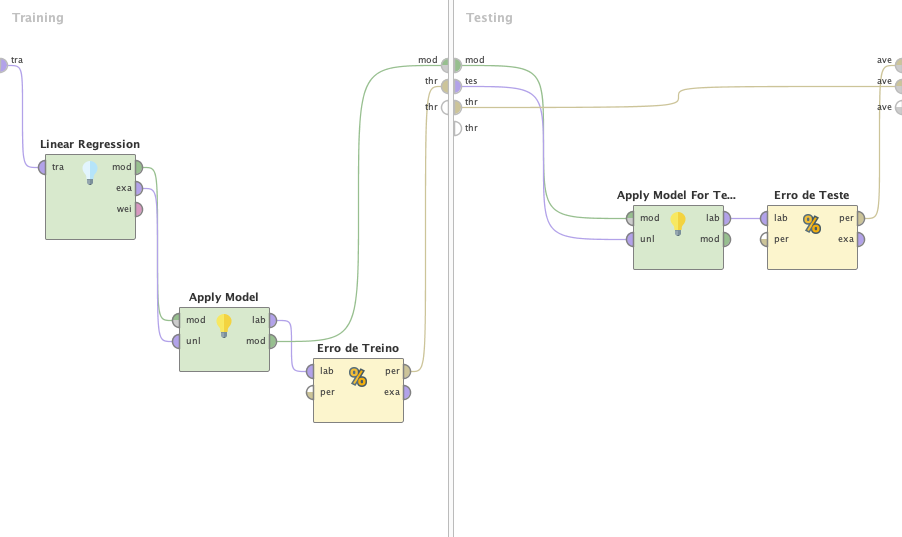 Training
tra
mod
thr
thr
Linear Regression
tra
mod
exa
wei
Apply Model
mod
lab
unl
mod
Erro de Treino
lab
per
per
exa
Testing
mod
tes
thr
thr
ave
ave
ave
Apply Model For Te...
mod
lab
unl
mod
Erro de Teste
lab
per
per
exa